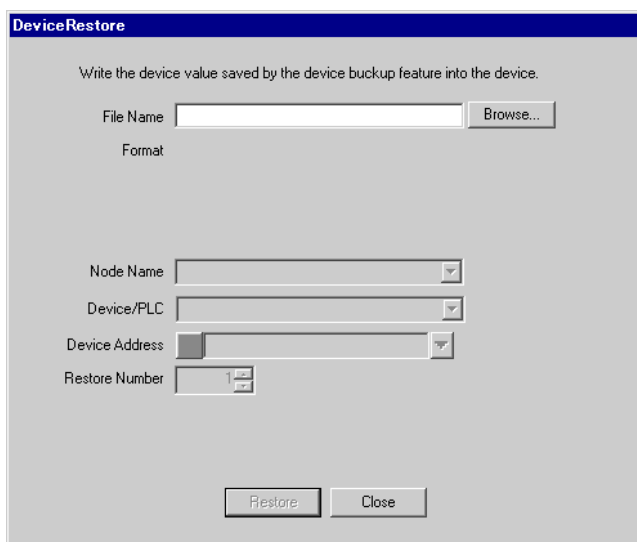 DeviceRestore
Write the device value saved by the device buckup feature into the device.
File Name Browse...
Format
Node Name
Device/PLC
Device Address
Restore Number 1
Restore Close